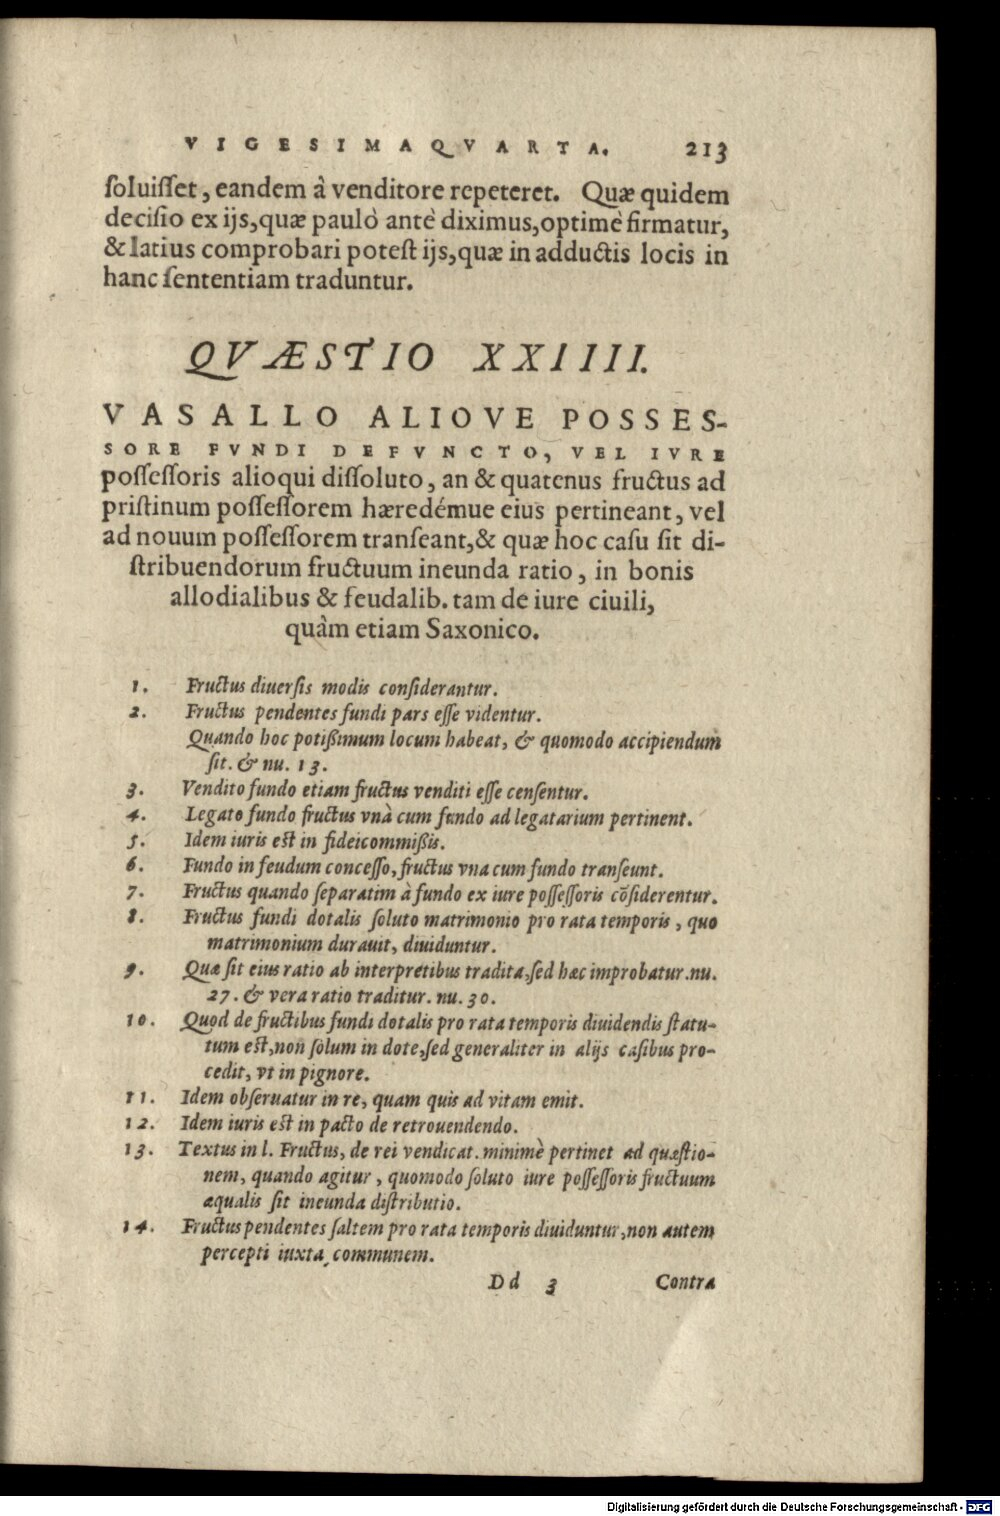 VIGESIMAQVARTA. 213
soluisset, eandem à venditore repeteret. Quæ quidem
decisio ex ijs, quæ paulò antè diximus, optimè firmatur,
& latius comprobari potest ijs, quæ in adductis locis in
hanc sententiam traduntur.
QVÆSTIO XXIIII.
VASALLO ALIOVE POSSES-
SORE FVNDI DEFVNCTO, VEL IVRE
possessoris alioqui dissoluto, an & quatenus fructus ad
pristinum possessorem hæredémue eius pertineant, vel
ad nouum possessorem transeant, & quæ hoc casu sit di-
stribuendorum fructuum ineunda ratio, in bonis
allodialibus & feudalib. tam de iure ciuili,
quàm etiam Saxonico.
1. Fructus diuersis modis considerantur.
2. Fructus pendentes fundi pars esse videntur.
Quando hoc potißimum locum habeat, & quomodo accipiendum
sit. & nu. 13.
3. Vendito fundo etiam fructus venditi esse censentur.
4. Legato fundo fructus vnà cum fundo ad legatarium pertinent.
5. Idem iuris est in fideicommißis.
6. Fundo in feudum concesso, fructus vna cum fundo transeunt.
7. Fructus quando separatim à fundo ex iure possessoris cõsiderentur.
8. Fructus fundi dotalis soluto matrimonio pro rata temporis, quo
matrimonium durauit, diuiduntur.
9. Quæ sit eius ratio ab interpretibus tradita, sed hæc improbatur. nu.
27. & vera ratio traditur. nu. 30.
10. Quod de fructibus fundi dotalis pro rata temporis diuidendis statu-
tum est, non solum in dote, sed generaliter in alijs casibus pro-
cedit, vt in pignore.
11. Idem obseruatur in re, quam quis ad vitam emit.
12. Idem iuris est in pacto de retrouendendo.
13. Textus in l. Fructus, de rei vendicat. minimè pertinet ad quæstio-
nem, quando agitur, quomodo soluto iure possessoris fructuum
æqualis sit ineunda distributio.
14. Fructus pendentes saltem pro rata temporis diuiduntur, non autem
percepti iuxta communem.
Dd 3 Contra
Digitalisierung gefördert durch die Deutsche Forschungsgemeinschaft - DFG